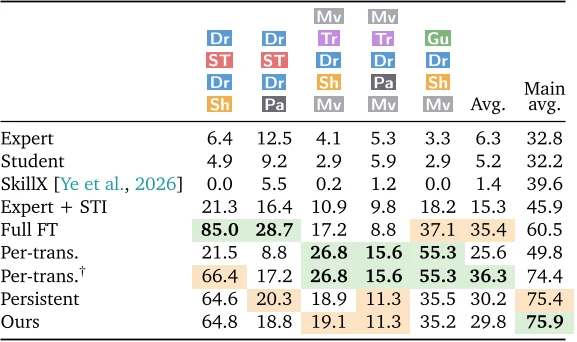 Mv Mv
Dr Dr Tr Tr Gu
ST ST Dr Dr Dr
Dr Dr Sh Pa Sh Main
Sh Pa Mv Mv Mv Avg. avg.
Expert 6.4 12.5 4.1 5.3 3.3 6.3 32.8
Student 4.9 9.2 2.9 5.9 2.9 5.2 32.2
SkillX [Ye et al., 2026] 0.0 5.5 0.2 1.2 0.0 1.4 39.6
Expert + STI 21.3 16.4 10.9 9.8 18.2 15.3 45.9
Full FT 85.0 28.7 17.2 8.8 37.1 35.4 60.5
Per-trans. 21.5 8.8 26.8 15.6 55.3 25.6 49.8
Per-trans.† 66.4 17.2 26.8 15.6 55.3 36.3 74.4
Persistent 64.6 20.3 18.9 11.3 35.5 30.2 75.4
Ours 64.8 18.8 19.1 11.3 35.2 29.8 75.9